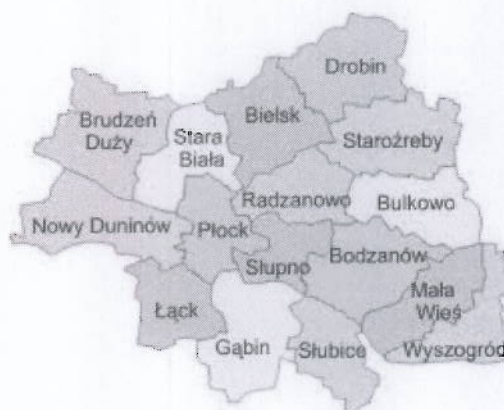 Drobin
Brudzeń
Duży
Stara
Biała
Bielsk
Staroźreby
Radzanowo
Bulkowo
Nowy Duninów
Płock
Słupno
Bodzanów
Mała
Wieś
Łąck
Gąbin
Słubice
Wyszogród